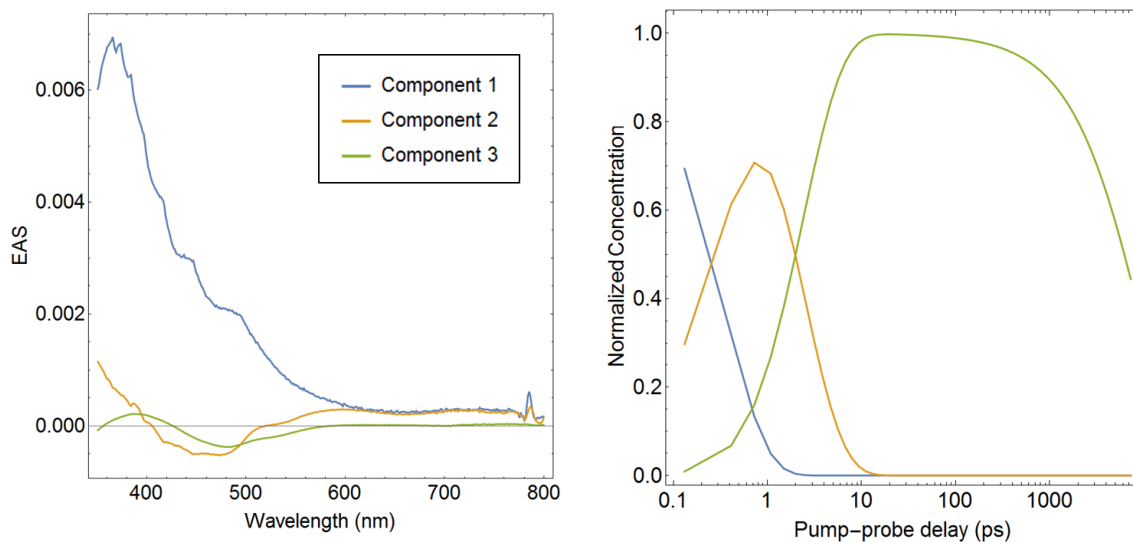 Component 1
Component 2
Component 3
0.006
0.004
0.002
0.000
EAS
400
500
600
700
800
Wavelength (nm)
1.0
0.8
0.6
0.4
0.2
0.0
Normalized Concentration
0.1
1
10
100
1000
Pump–probe delay (ps)